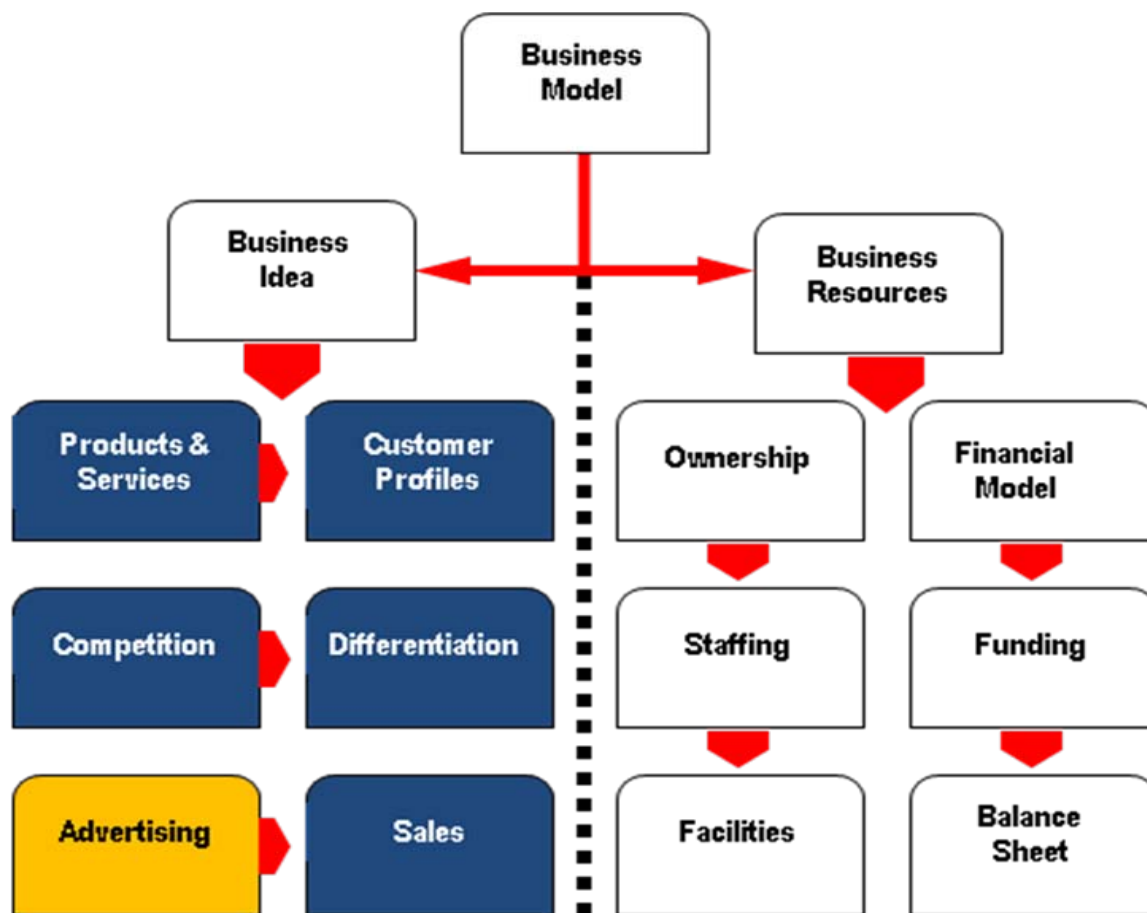 Business
Model
Business
Idea
Business
Resources
Products &
Services
Customer
Profiles
Ownership
Financial
Model
Competition
Differentiation
Staffing
Funding
Advertising
Sales
Facilities
Balance
Sheet